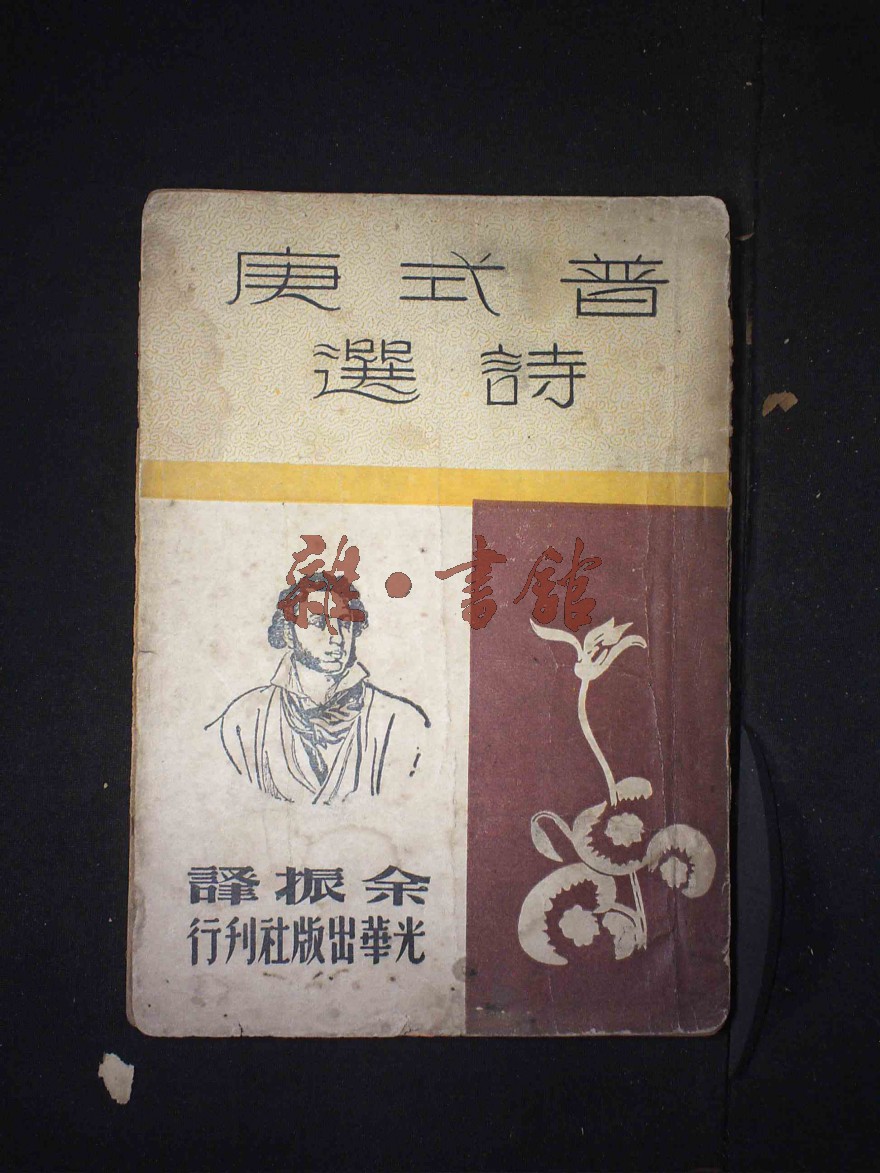 普式庚
詩選
雜·書館
余振譯
光華出版社刊行